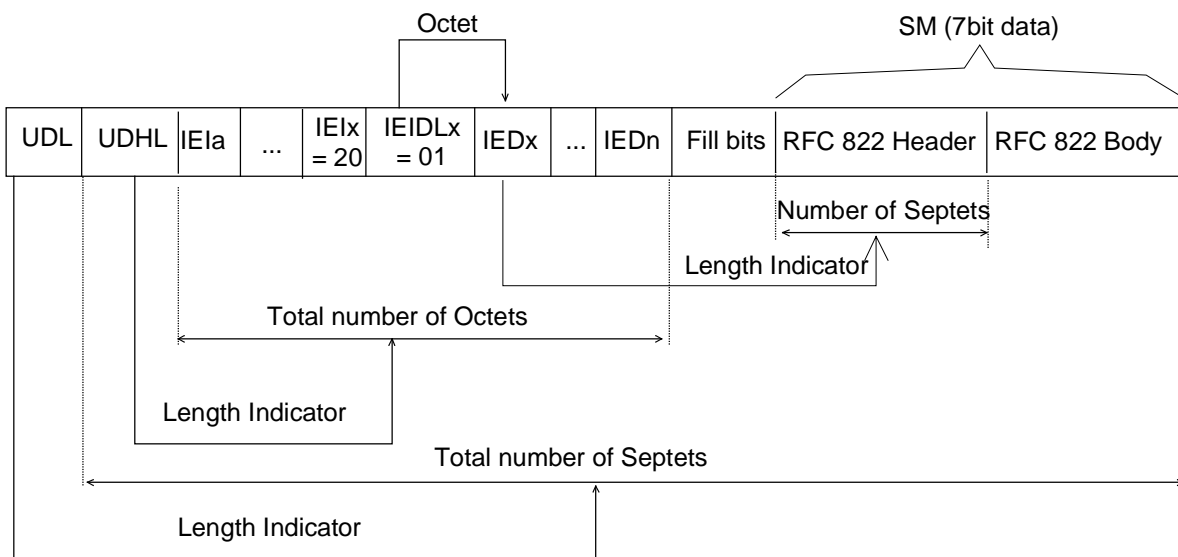 Octet
SM (7bit data)
UDL UDHL IEIa ... IEIx = 20 IEIDLx = 01 IEDx ... IEDn Fill bits RFC 822 Header RFC 822 Body
Number of Septets
Length Indicator
Total number of Octets
Length Indicator
Total number of Septets
Length Indicator